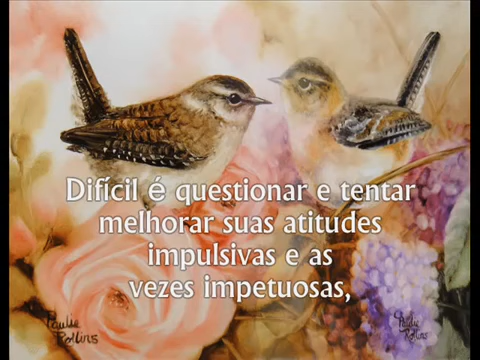 Difícil é questionar e tentar
melhorar suas atitudes
impulsivas e as
vezes impetuosas,
Paulie
Rollins
Paulie
Rollins